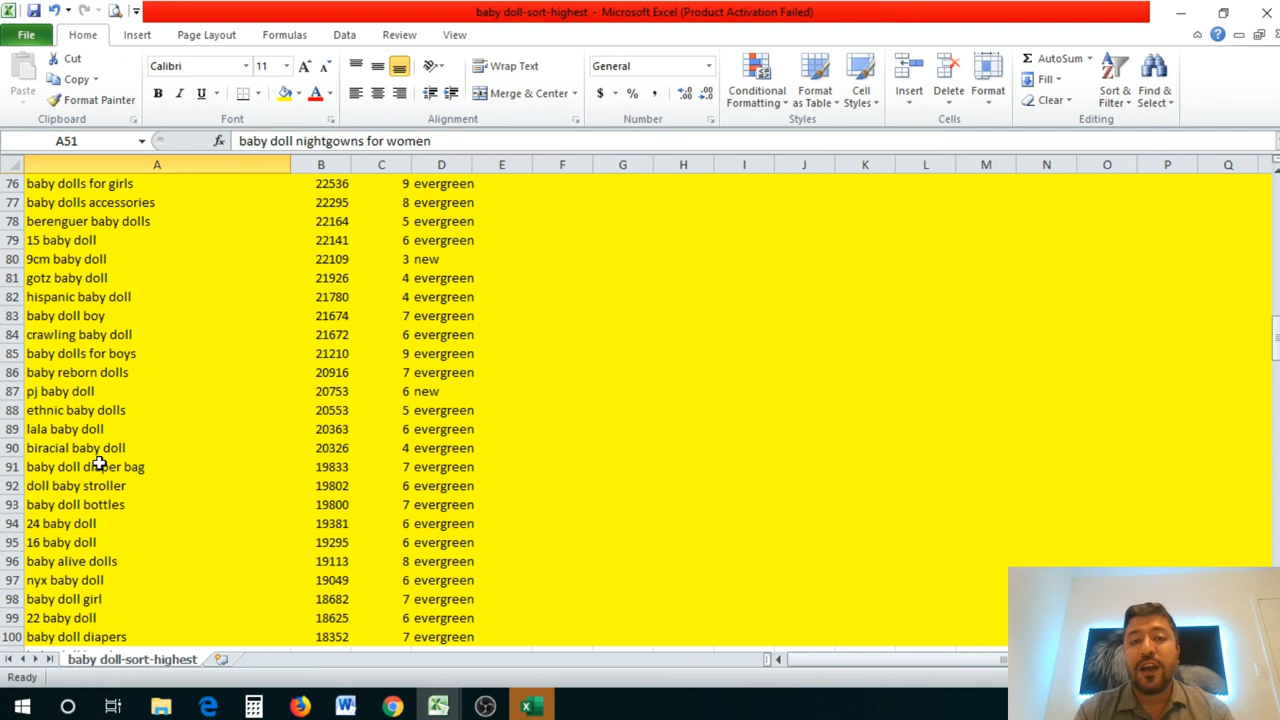 baby doll-sort-highest - Microsoft Excel (Product Activation Failed)
File Home Insert Page Layout Formulas Data Review View
Paste
Cut
Copy
Format Painter
Clipboard
Calibri 11
B I U
Font
Wrap Text
Merge & Center
Alignment
General
$ % ,
Number
Conditional Formatting
Format as Table
Cell Styles
Styles
Insert Delete Format
Cells
AutoSum
Fill
Clear
Sort & Filter
Find & Select
Editing
A51 fx baby doll nightgowns for women
A B C D E F G H I J K L M N O P Q
76 baby dolls for girls 22536 9 evergreen
77 baby dolls accessories 22295 8 evergreen
78 berenguer baby dolls 22164 5 evergreen
79 15 baby doll 22141 6 evergreen
80 9cm baby doll 22109 3 new
81 gotz baby doll 21926 4 evergreen
82 hispanic baby doll 21780 4 evergreen
83 baby doll boy 21674 7 evergreen
84 crawling baby doll 21672 6 evergreen
85 baby dolls for boys 21210 9 evergreen
86 baby reborn dolls 20916 7 evergreen
87 pj baby doll 20753 6 new
88 ethnic baby dolls 20553 5 evergreen
89 lala baby doll 20363 6 evergreen
90 biracial baby doll 20326 4 evergreen
91 baby doll diaper bag 19833 7 evergreen
92 doll baby stroller 19802 6 evergreen
93 baby doll bottles 19800 7 evergreen
94 24 baby doll 19381 6 evergreen
95 16 baby doll 19295 6 evergreen
96 baby alive dolls 19113 8 evergreen
97 nyx baby doll 19049 6 evergreen
98 baby doll girl 18682 7 evergreen
99 22 baby doll 18625 6 evergreen
100 baby doll diapers 18352 7 evergreen
baby doll-sort-highest
Ready